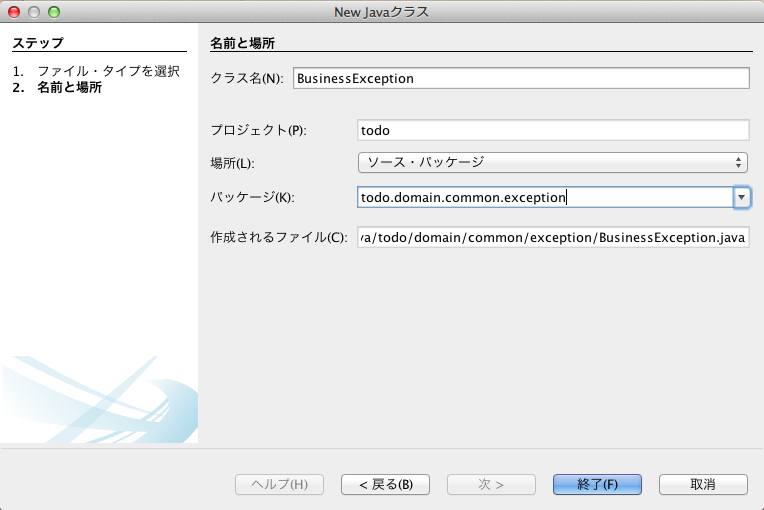 New Javaクラス
ステップ
1. ファイル・タイプを選択
2. 名前と場所
名前と場所
クラス名(N): BusinessException
プロジェクト(P): todo
場所(L): ソース・パッケージ
パッケージ(K): todo.domain.common.exception
作成されるファイル(C): /a/todo/domain/common/exception/BusinessException.java
ヘルプ(H) < 戻る(B) 次 > 終了(F) 取消